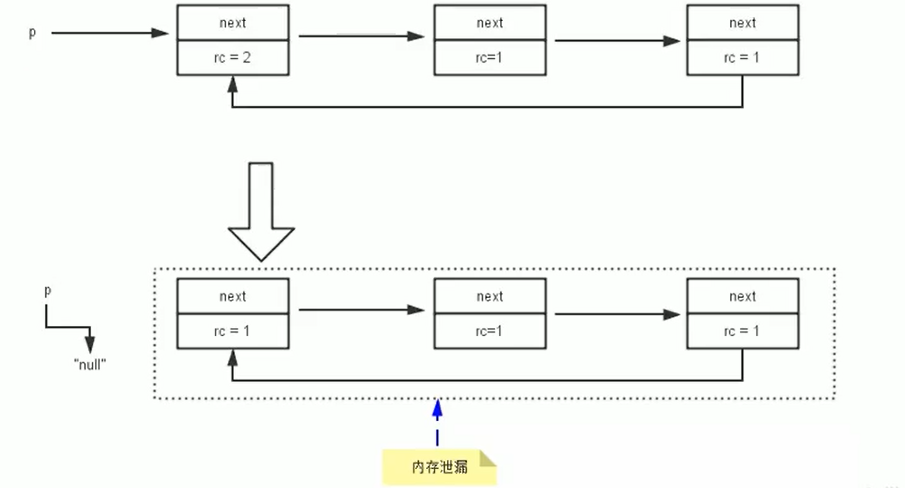 p
next
next
next
rc = 2
rc=1
rc = 1
p
next
next
next
rc = 1
rc=1
rc = 1
"null"
内存泄漏